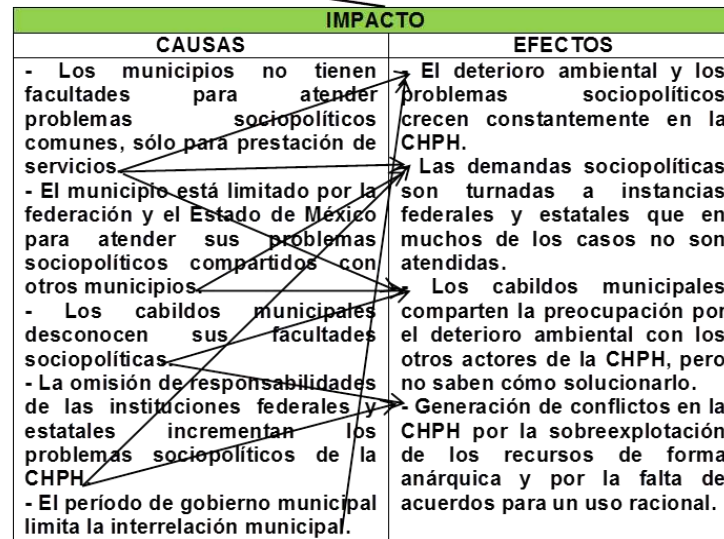 IMPACTO
CAUSAS
- Los municipios no tienen
facultades para atender
problemas sociopolíticos
comunes, sólo para prestación de
servicios.
- El municipio está limitado por la
federación y el Estado de México
para atender sus problemas
sociopolíticos compartidos con
otros municipios.
- Los cabildos municipales
desconocen sus facultades
sociopolíticas.
- La omisión de responsabilidades
de las instituciones federales y
estatales incrementan los
problemas sociopolíticos de la
CHPH.
- El período de gobierno municipal
limita la interrelación municipal.
EFECTOS
- El deterioro ambiental y los
problemas sociopolíticos
crecen constantemente en la
CHPH.
- Las demandas sociopolíticas
son turnadas a instancias
federales y estatales que en
muchos de los casos no son
atendidas.
- Los cabildos municipales
comparten la preocupación por
el deterioro ambiental con los
otros actores de la CHPH, pero
no saben cómo solucionarlo.
- Generación de conflictos en la
CHPH por la sobreexplotación
de los recursos de forma
anárquica y por la falta de
acuerdos para un uso racional.